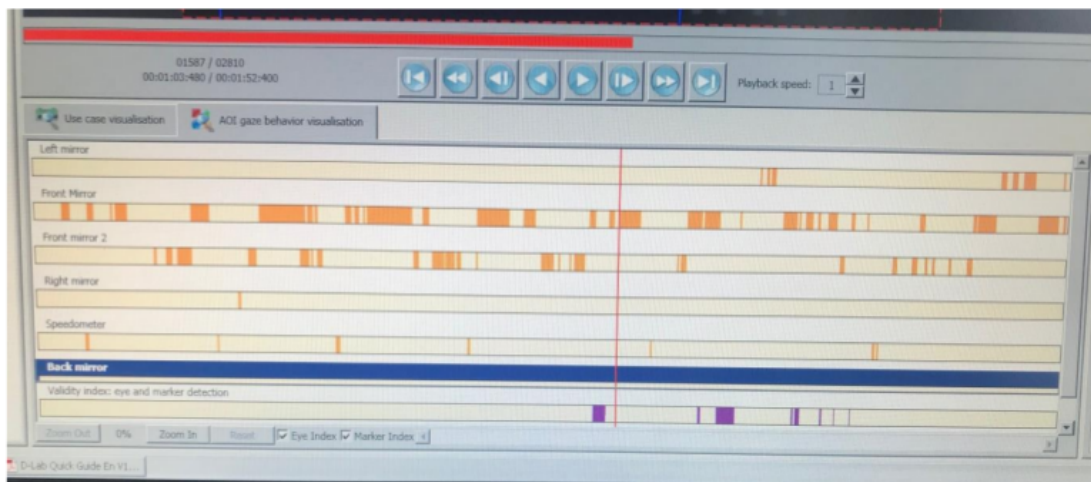 01587 / 02810
00:01:03:480 / 00:01:52:400
Playback speed: 1
Use case visualisation
AOI gaze behavior visualisation
Left mirror
Front Mirror
Front mirror 2
Right mirror
Speedometer
Back mirror
Validity index: eye and marker detection
Zoom Out 0% Zoom In Reset Eye Index Marker Index
D-Lab Quick Guide En V1...